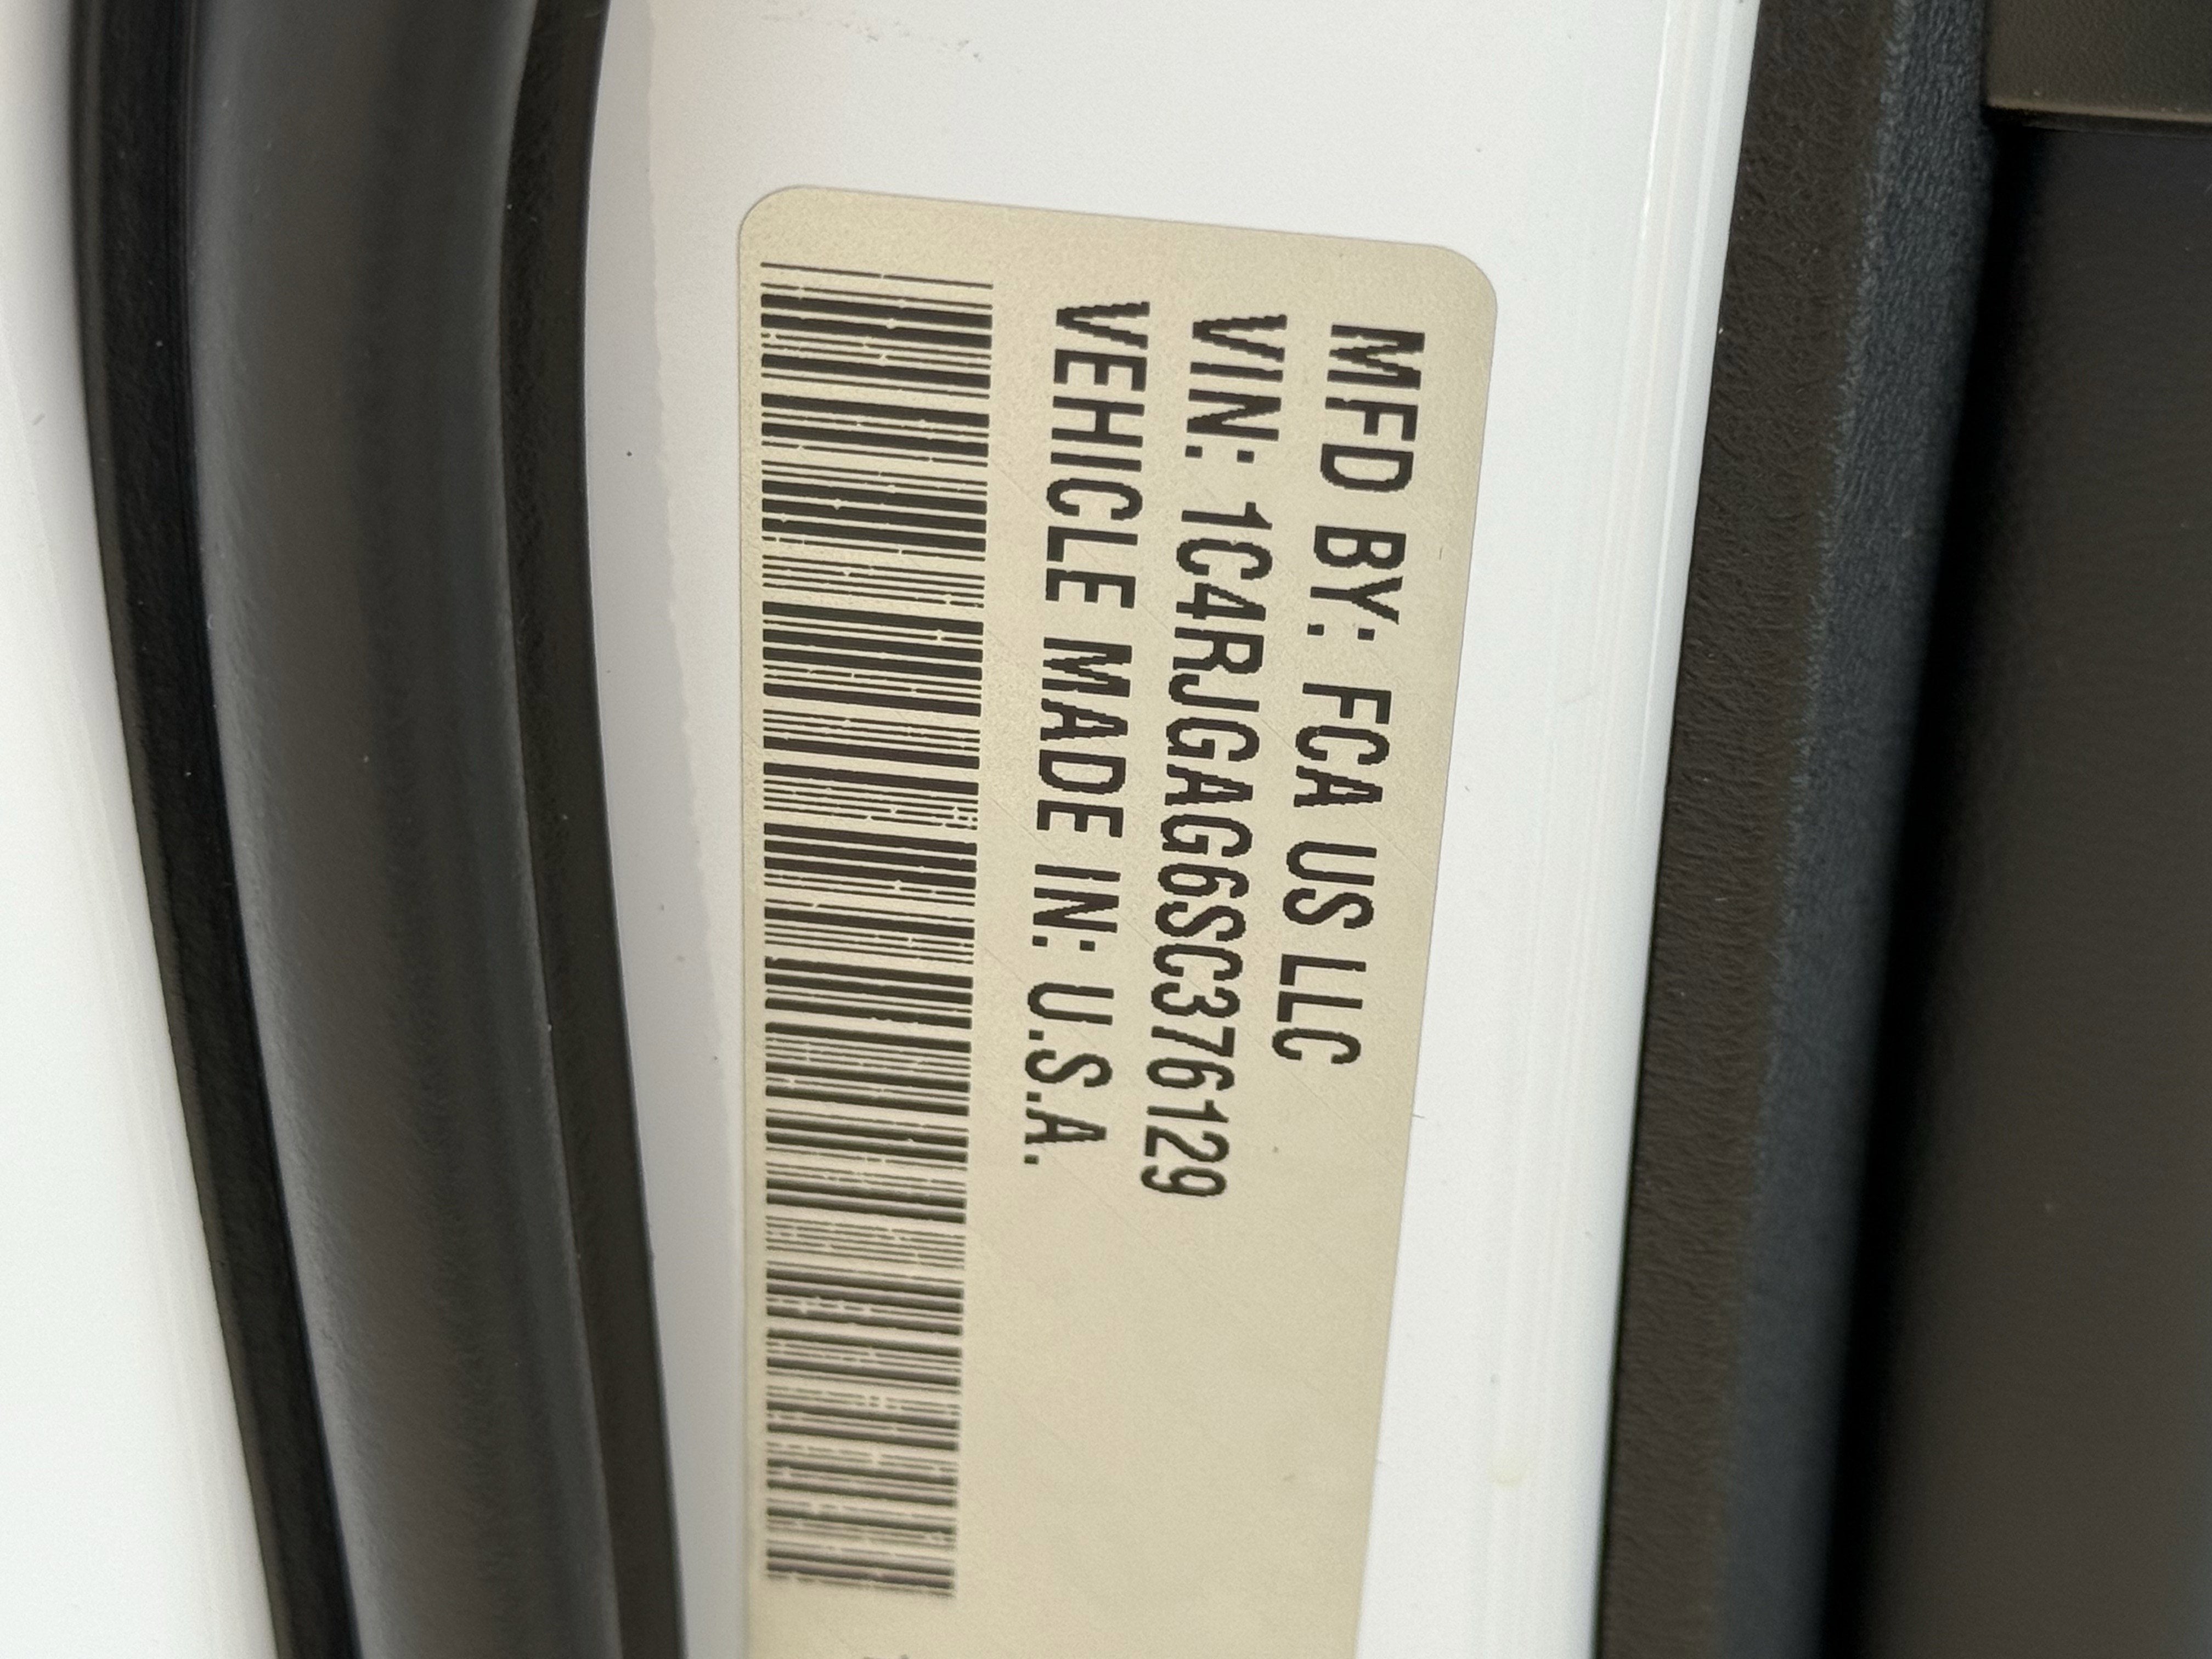 MFD BY: FCA US LLC
VIN: 1C4RJGAG6SC376129
VEHICLE MADE IN: U.S.A.